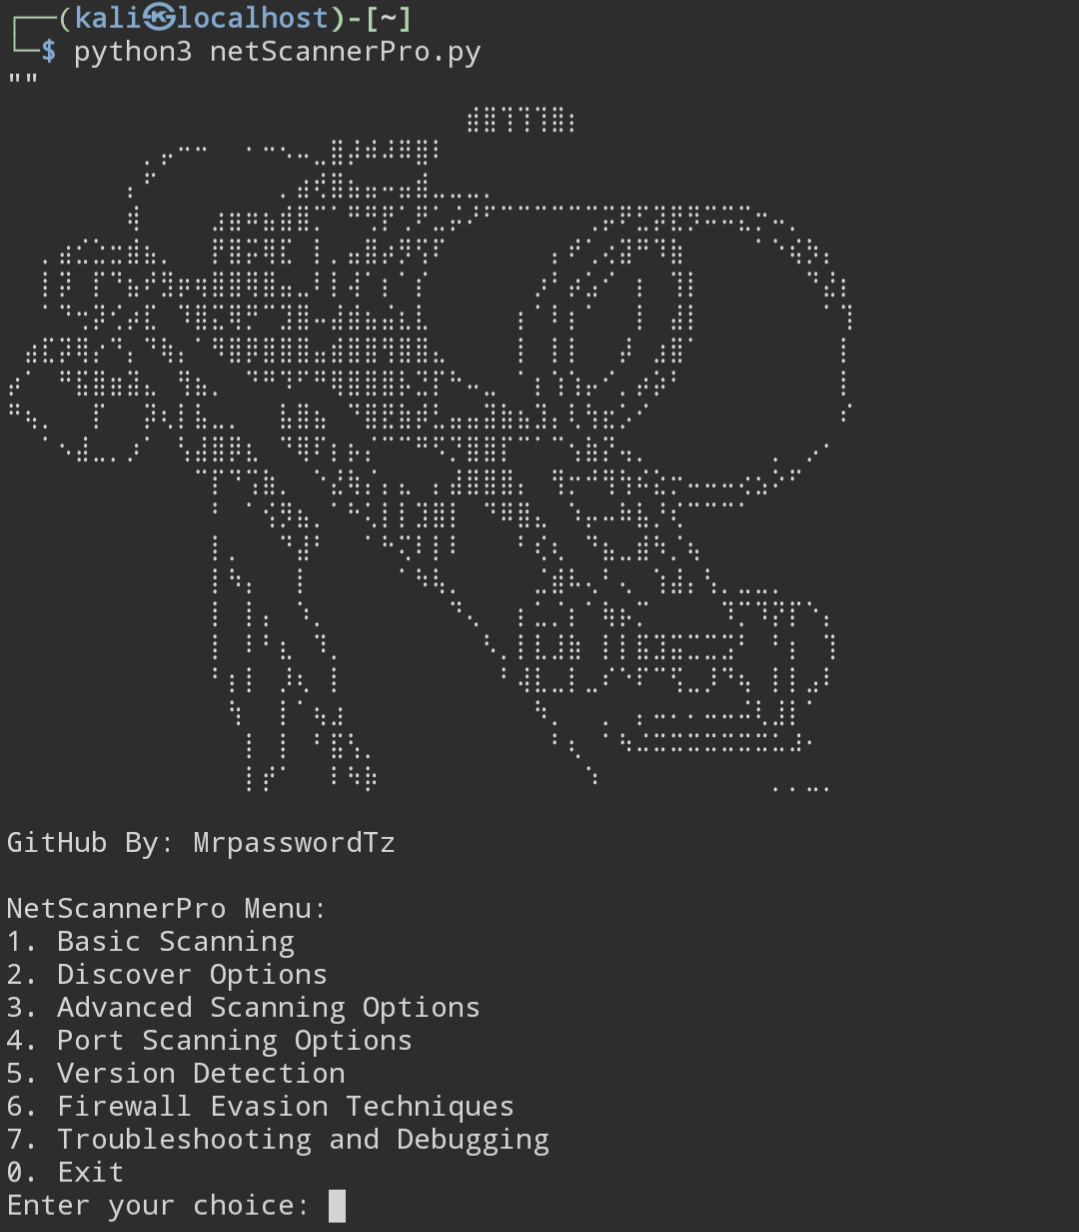 ┌──(kali㉿localhost)-[~]
└─$ python3 netScannerPro.py
""
GitHub By: MrpasswordTz
NetScannerPro Menu:
1. Basic Scanning
2. Discover Options
3. Advanced Scanning Options
4. Port Scanning Options
5. Version Detection
6. Firewall Evasion Techniques
7. Troubleshooting and Debugging
0. Exit
Enter your choice: